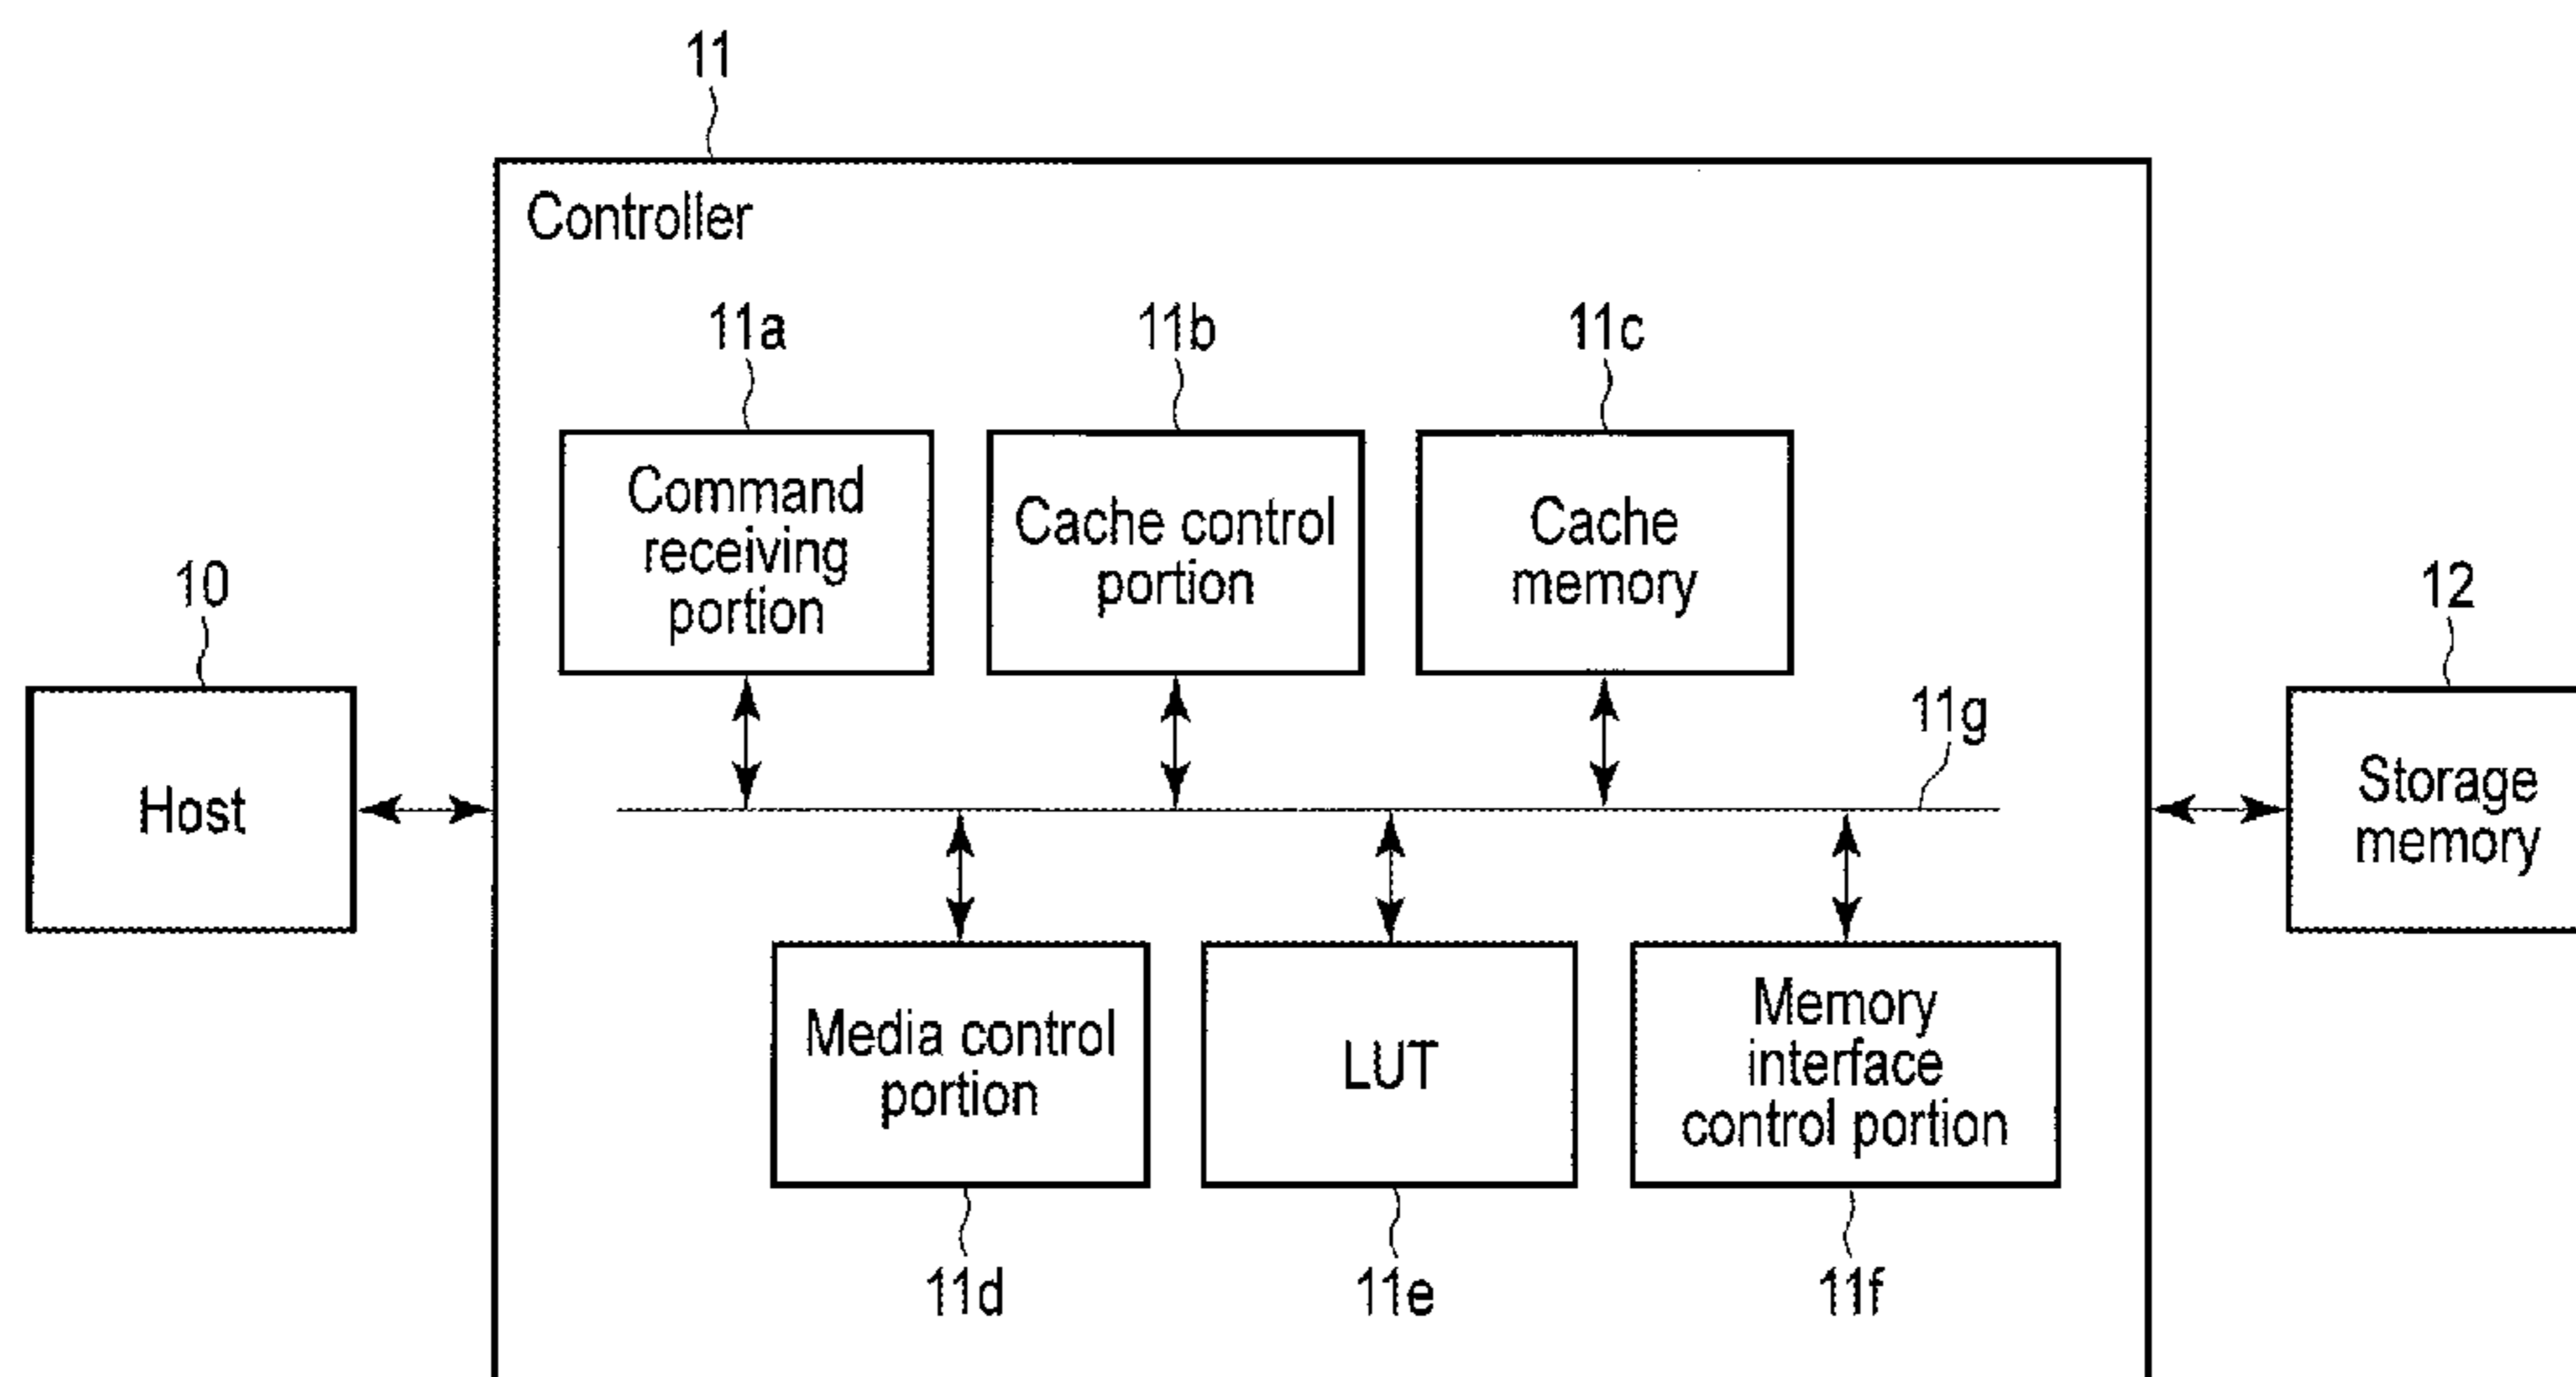 11
Controller
11a
11b
11c
Command
receiving
portion
Cache control
portion
Cache
memory
10
Host
12
Storage
memory
11g
Media control
portion
LUT
Memory
interface
control portion
11d
11e
11f